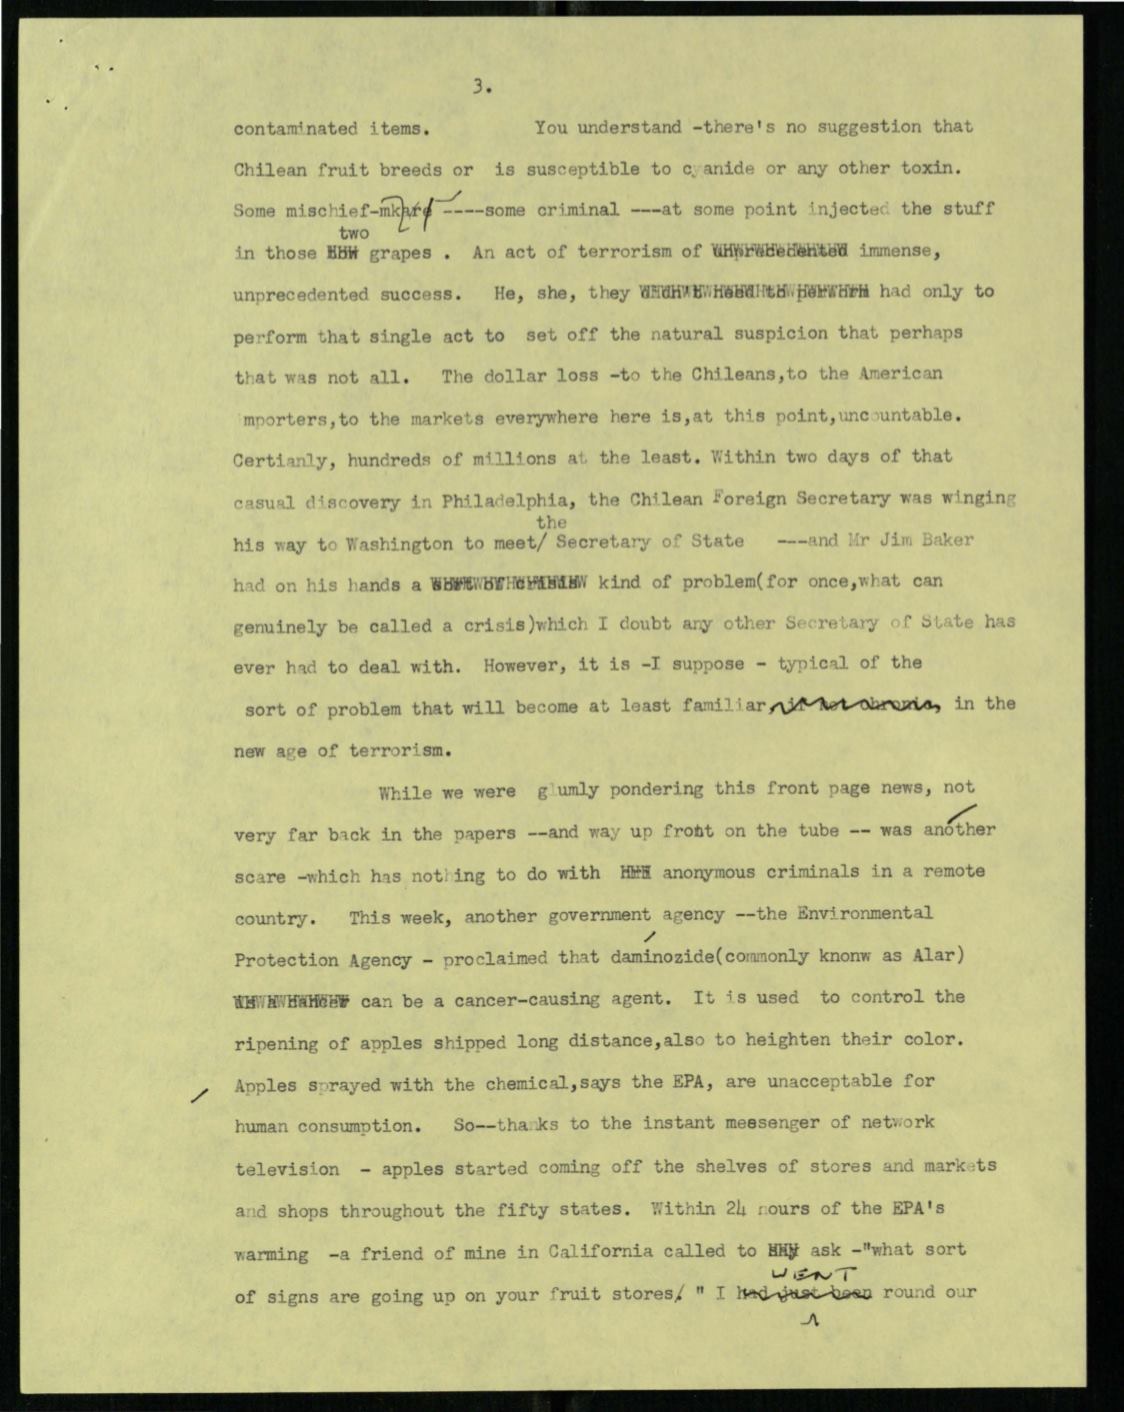 3.
contaminated items. You understand -there's no suggestion that
Chilean fruit breeds or is susceptible to cyanide or any other toxin.
Some mischief- ----some criminal ---at some point injected the stuff
two
in those grapes . An act of terrorism of unprecedented immense,
unprecedented success. He, she, they didn't need to perform had only to
perform that single act to set off the natural suspicion that perhaps
that was not all. The dollar loss -to the Chileans,to the American
mporters,to the markets everywhere here is,at this point,uncountable.
Certianly, hundreds of millions at the least. Within two days of that
casual discovery in Philadelphia, the Chilean Foreign Secretary was winging
the
his way to Washington to meet/ Secretary of State ---and Mr Jim Baker
had on his hands a sort of crisis kind of problem(for once,what can
genuinely be called a crisis)which I doubt any other Secretary of State has
ever had to deal with. However, it is -I suppose - typical of the
sort of problem that will become at least familiar, if not chronic, in the
new age of terrorism.
While we were glumly pondering this front page news, not
very far back in the papers --and way up front on the tube -- was another
scare -which has nothing to do with anonymous criminals in a remote
country. This week, another government agency --the Environmental
Protection Agency - proclaimed that daminozide(commonly knonw as Alar)
can be a cancer-causing agent. It is used to control the
ripening of apples shipped long distance,also to heighten their color.
Apples sprayed with the chemical,says the EPA, are unacceptable for
human consumption. So--thanks to the instant messenger of network
television - apples started coming off the shelves of stores and markets
and shops throughout the fifty states. Within 24 hours of the EPA's
warming -a friend of mine in California called to ask -"what sort
WENT
of signs are going up on your fruit stores/ " I had just been round our